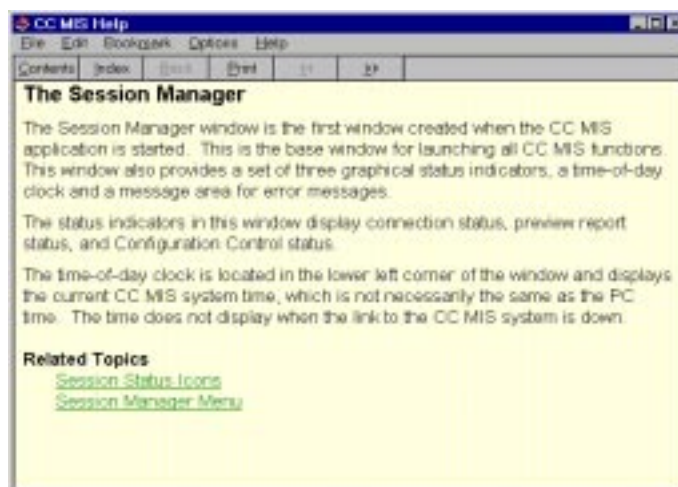 CC MIS Help
File Edit Bookmark Options Help
Contents Index Back Print << >>
The Session Manager
The Session Manager window is the first window created when the CC MIS
application is started. This is the base window for launching all CC MIS functions.
This window also provides a set of three graphical status indicators, a time-of-day
clock and a message area for error messages.
The status indicators in this window display connection status, preview report
status, and Configuration Control status.
The time-of-day clock is located in the lower left corner of the window and displays
the current CC MIS system time, which is not necessarily the same as the PC
time. The time does not display when the link to the CC MIS system is down.
Related Topics
Session Status Icons
Session Manager Menu